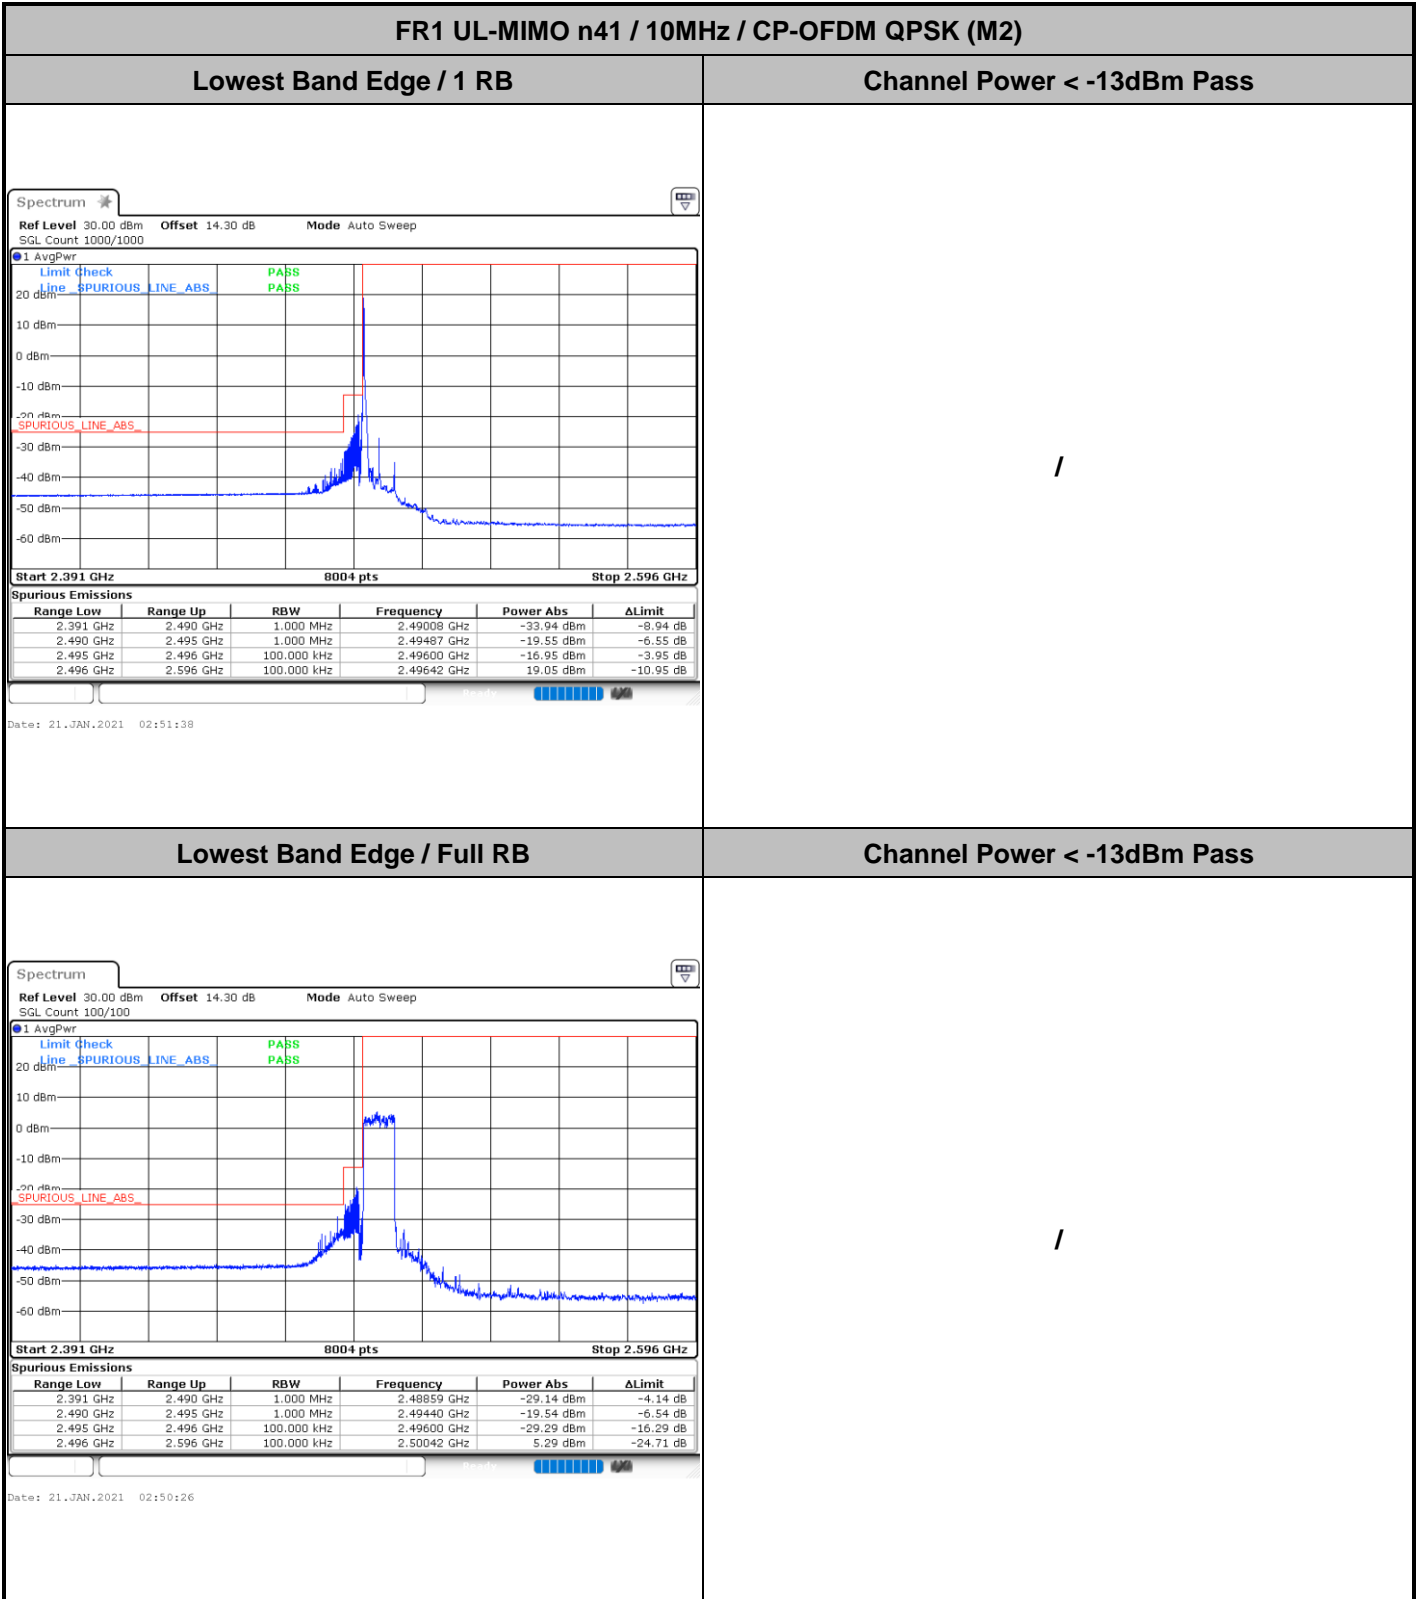 FR1 UL-MIMO n41 / 10MHz / CP-OFDM QPSK (M2)
Lowest Band Edge / 1 RB
Channel Power < -13dBm Pass
Spectrum
Ref Level 30.00 dBm Offset 14.30 dB Mode Auto Sweep
SGL Count 1000/1000
1 AvgPwr
Limit Check PASS
Line _SPURIOUS_LINE_ABS_ PASS
20 dBm
10 dBm
0 dBm
-10 dBm
-20 dBm
_SPURIOUS_LINE_ABS_
-30 dBm
-40 dBm
-50 dBm
-60 dBm
Start 2.391 GHz 8004 pts Stop 2.596 GHz
Spurious Emissions
Range Low Range Up RBW Frequency Power Abs ΔLimit
2.391 GHz 2.490 GHz 1.000 MHz 2.49008 GHz -33.94 dBm -8.94 dB
2.490 GHz 2.495 GHz 1.000 MHz 2.49487 GHz -19.55 dBm -6.55 dB
2.495 GHz 2.496 GHz 100.000 kHz 2.49600 GHz -16.95 dBm -3.95 dB
2.496 GHz 2.596 GHz 100.000 kHz 2.49642 GHz 19.05 dBm -10.95 dB
Ready
Date: 21.JAN.2021 02:51:38
/
Lowest Band Edge / Full RB
Channel Power < -13dBm Pass
Spectrum
Ref Level 30.00 dBm Offset 14.30 dB Mode Auto Sweep
SGL Count 100/100
1 AvgPwr
Limit Check PASS
Line _SPURIOUS_LINE_ABS_ PASS
20 dBm
10 dBm
0 dBm
-10 dBm
-20 dBm
_SPURIOUS_LINE_ABS_
-30 dBm
-40 dBm
-50 dBm
-60 dBm
Start 2.391 GHz 8004 pts Stop 2.596 GHz
Spurious Emissions
Range Low Range Up RBW Frequency Power Abs ΔLimit
2.391 GHz 2.490 GHz 1.000 MHz 2.48859 GHz -29.14 dBm -4.14 dB
2.490 GHz 2.495 GHz 1.000 MHz 2.49440 GHz -19.54 dBm -6.54 dB
2.495 GHz 2.496 GHz 100.000 kHz 2.49600 GHz -29.29 dBm -16.29 dB
2.496 GHz 2.596 GHz 100.000 kHz 2.50042 GHz 5.29 dBm -24.71 dB
Ready
Date: 21.JAN.2021 02:50:26
/